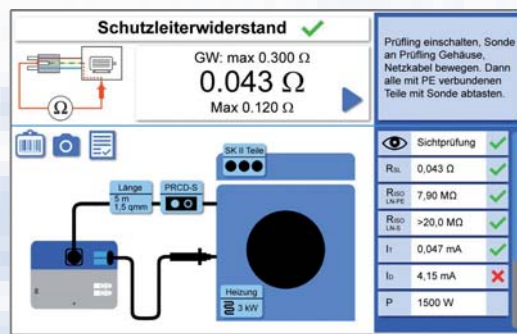 Schutzleiterwiderstand
GW: max 0.300 Ω
0.043 Ω
Max 0.120 Ω
Ω
Prüfling einschalten, Sonde
an Prüfling Gehäuse,
Netzkabel bewegen. Dann
alle mit PE verbundenen
Teile mit Sonde abtasten.
SK II Teile
Länge
5 m
1,5 qmm
PRCD-S
Heizung
3 kW
Sichtprüfung
RSL 0,043 Ω
RISO LN-PE 7,90 MΩ
RISO LN-S >20,0 MΩ
IT 0,047 mA
ID 4,15 mA
P 1500 W